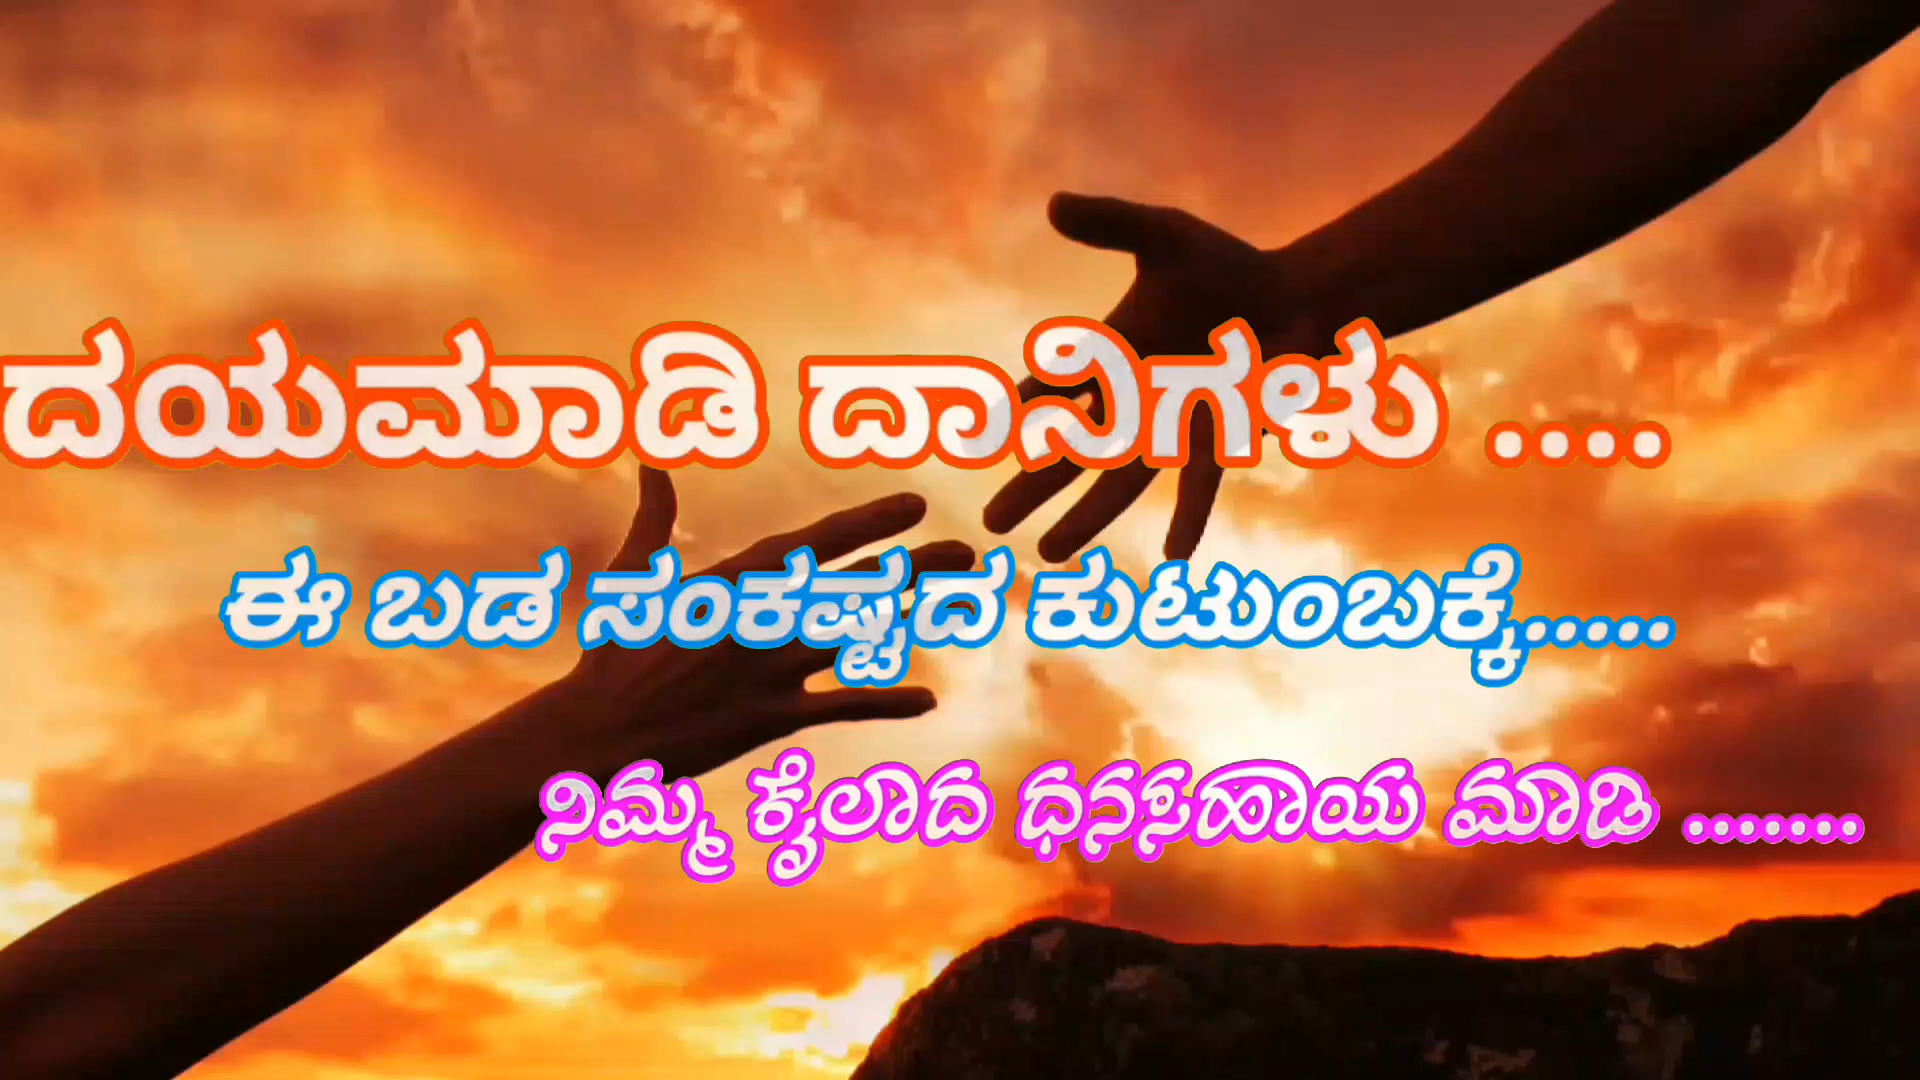 ದಯಮಾಡಿ ದಾನಿಗಳು ....
ಈ ಬಡ ಸಂಕಷ್ಟದ ಕುಟುಂಬಕ್ಕೆ.....
ನಿಮ್ಮ ಕೈಲಾದ ಧನಸಹಾಯ ಮಾಡಿ .......